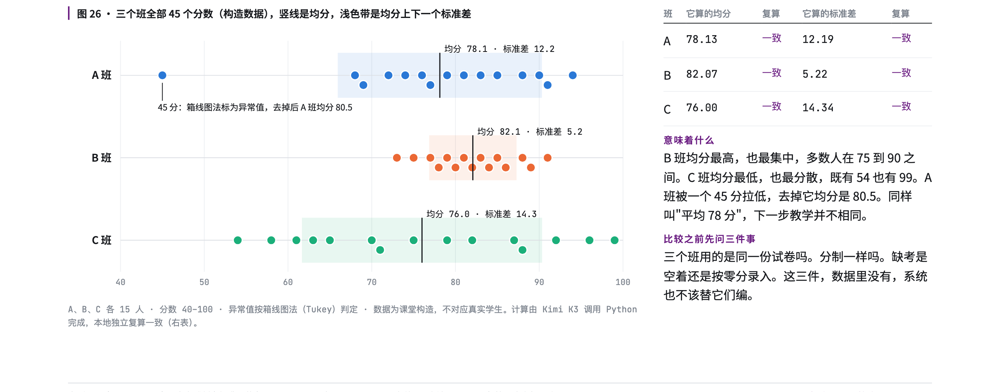 图 26 · 三个班全部 45 个分数（构造数据），竖线是均分，浅色带是均分上下一个标准差
均分 78.1 · 标准差 12.2
A 班
45 分：箱线图法标为异常值，去掉后 A 班均分 80.5
均分 82.1 · 标准差 5.2
B 班
均分 76.0 · 标准差 14.3
C 班
40 50 60 70 80 90 100
A、B、C 各 15 人 · 分数 40–100 · 异常值按箱线图法（Tukey）判定 · 数据为课堂构造，不对应真实学生。计算由 Kimi K3 调用 Python
完成，本地独立复算一致（右表）。
班 它算的均分 复算 它算的标准差 复算
A 78.13 一致 12.19 一致
B 82.07 一致 5.22 一致
C 76.00 一致 14.34 一致
意味着什么
B 班均分最高，也最集中，多数人在 75 到 90 之
间。C 班均分最低，也最分散，既有 54 也有 99。A
班被一个 45 分拉低，去掉它均分是 80.5。同样
叫"平均 78 分"，下一步教学并不相同。
比较之前先问三件事
三个班用的是同一份试卷吗。分制一样吗。缺考是
空着还是按零分录入。这三件，数据里没有，系统
也不该替它们编。